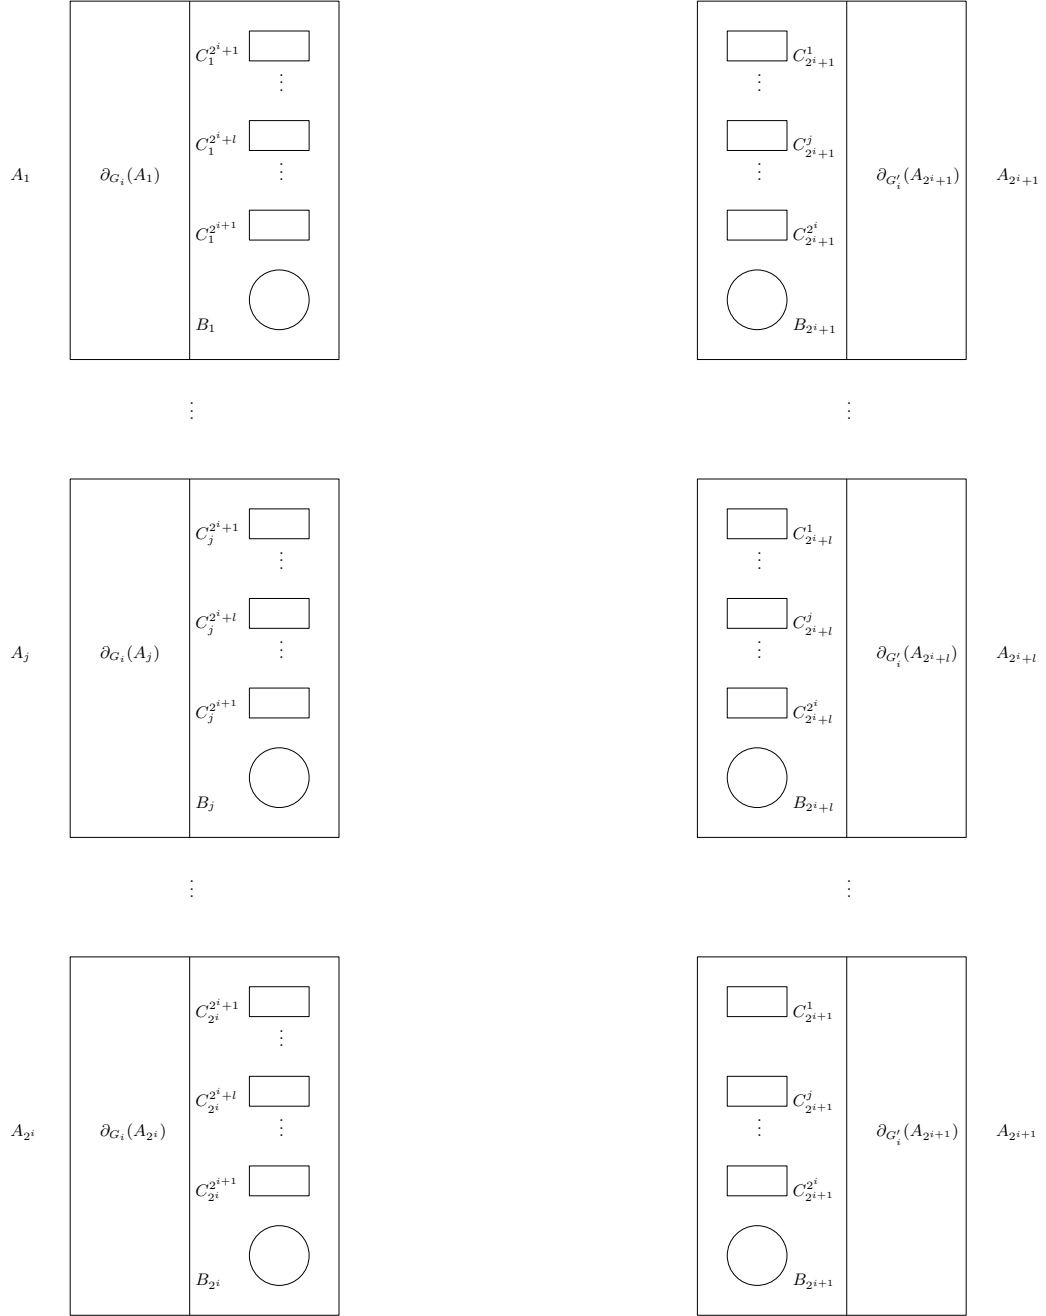 C_1^{2^i+1} C_{2^i+1}^1
⋮ ⋮
C_1^{2^i+l} C_{2^i+1}^j
A_1 ∂_{G_i}(A_1) ⋮ ⋮ ∂_{G'_i}(A_{2^i+1}) A_{2^i+1}
C_1^{2^{i+1}} C_{2^i+1}^{2^i}
B_1 B_{2^i+1}
⋮ ⋮
C_j^{2^i+1} C_{2^i+l}^1
⋮ ⋮
C_j^{2^i+l} C_{2^i+l}^j
A_j ∂_{G_i}(A_j) ⋮ ⋮ ∂_{G'_i}(A_{2^i+l}) A_{2^i+l}
C_j^{2^{i+1}} C_{2^i+l}^{2^i}
B_j B_{2^i+l}
⋮ ⋮
C_{2^i}^{2^i+1} C_{2^{i+1}}^1
⋮
C_{2^i}^{2^i+l} C_{2^{i+1}}^j
A_{2^i} ∂_{G_i}(A_{2^i}) ⋮ ⋮ ∂_{G'_i}(A_{2^{i+1}}) A_{2^{i+1}}
C_{2^i}^{2^{i+1}} C_{2^{i+1}}^{2^i}
B_{2^i} B_{2^{i+1}}